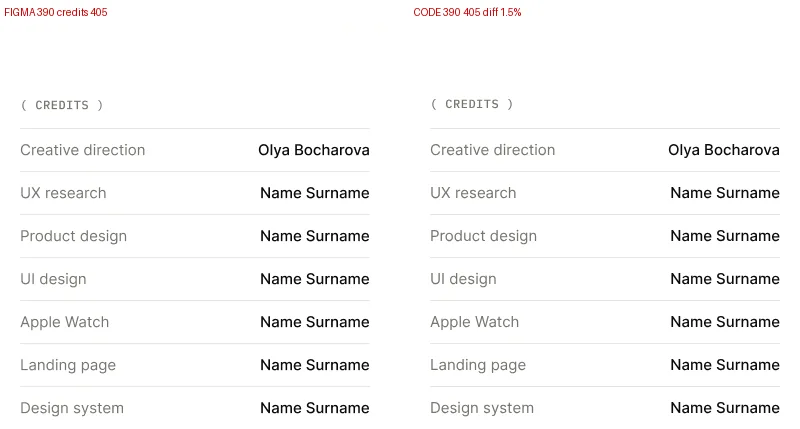 FIGMA 390 credits 405
CODE 390 405 diff 1.5%
( CREDITS )
Creative direction Olya Bocharova
UX research Name Surname
Product design Name Surname
UI design Name Surname
Apple Watch Name Surname
Landing page Name Surname
Design system Name Surname
( CREDITS )
Creative direction Olya Bocharova
UX research Name Surname
Product design Name Surname
UI design Name Surname
Apple Watch Name Surname
Landing page Name Surname
Design system Name Surname